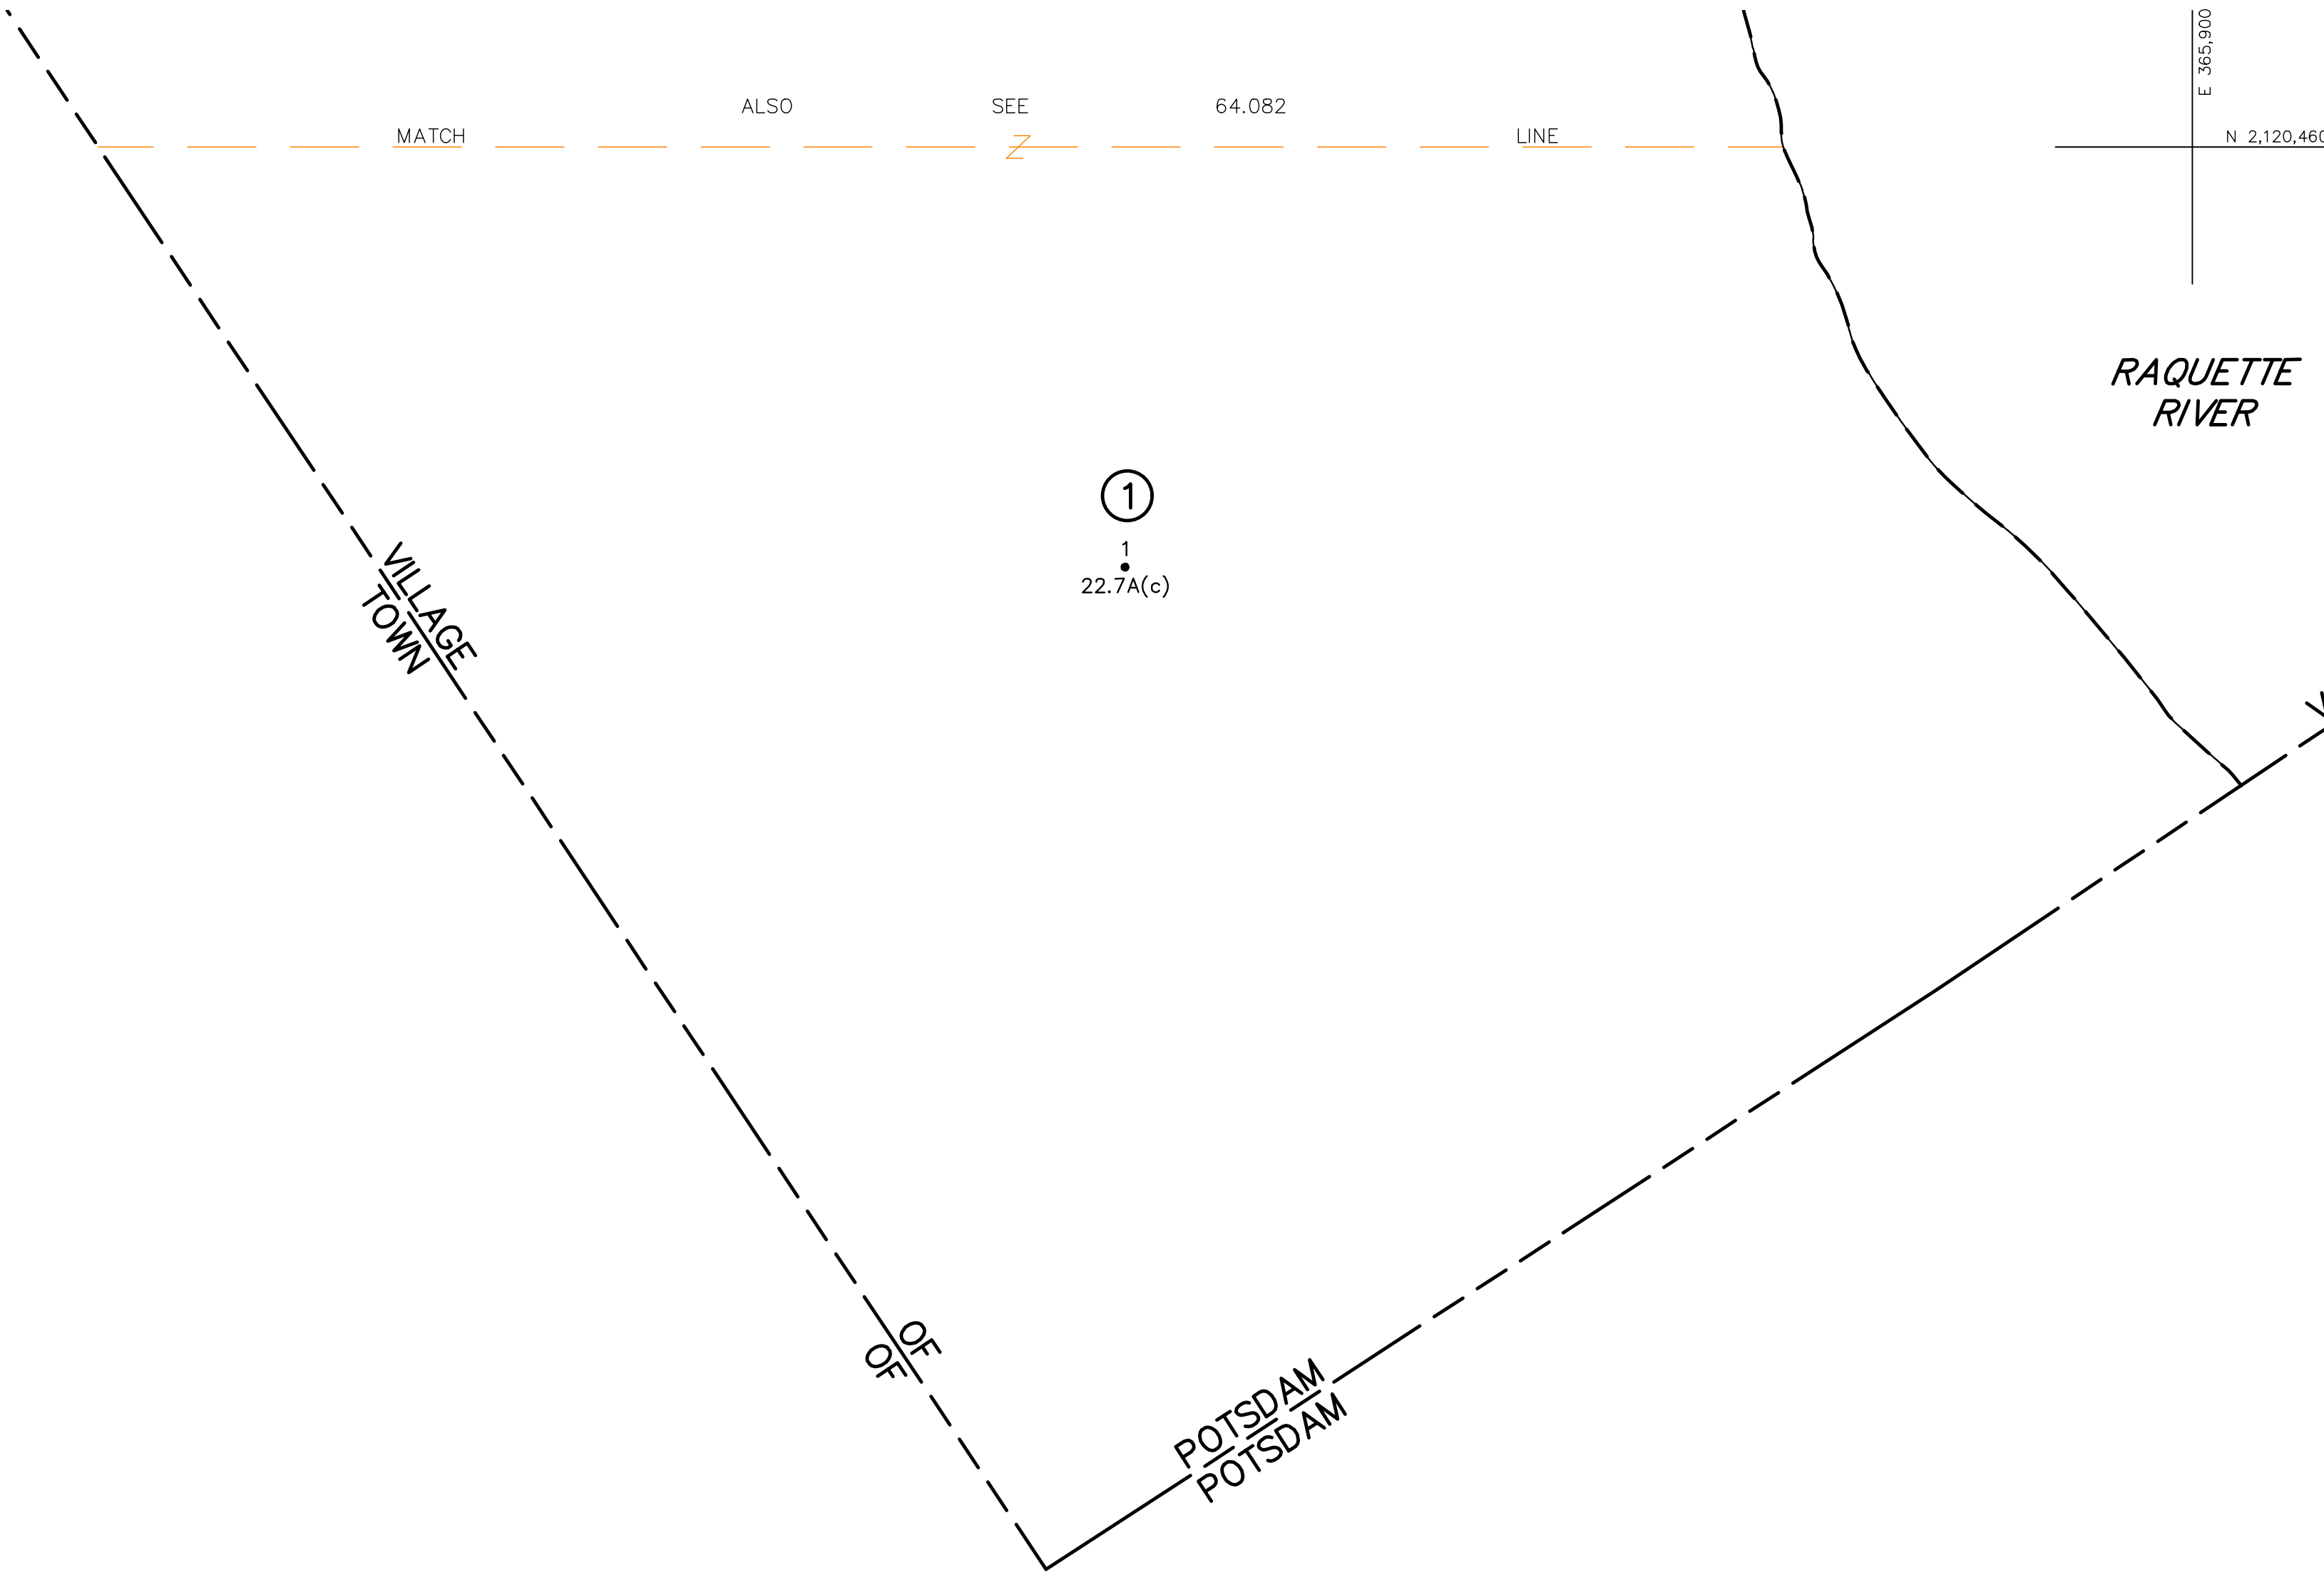 E 365,900
ALSO SEE 64.082
MATCH LINE
N 2,120,460
RAQUETTE
RIVER
1
1
22.7A(c)
VILLAGE OF POTSDAM
TOWN OF POTSDAM